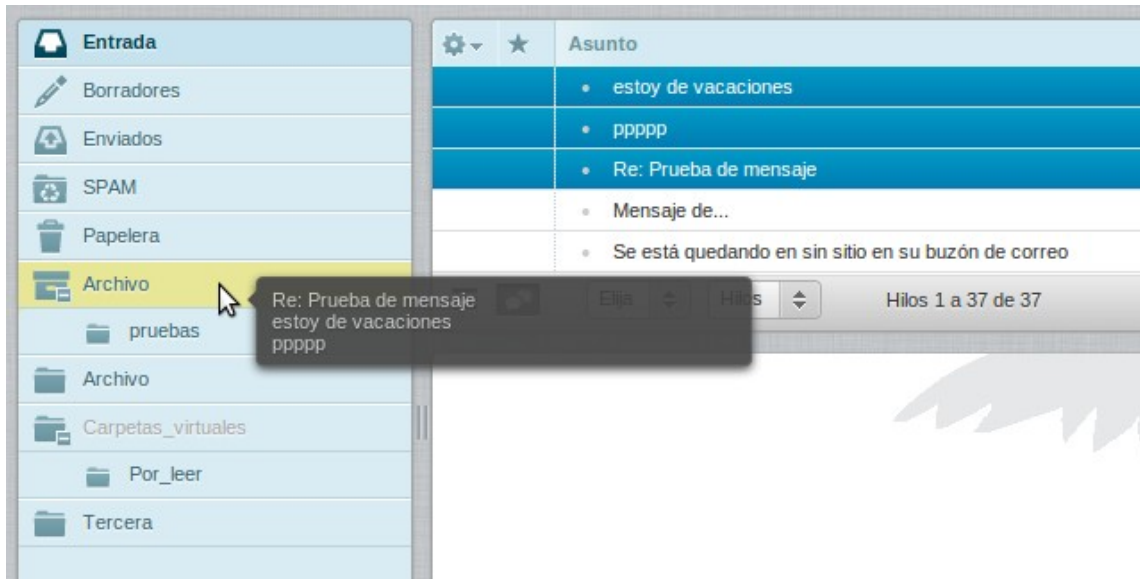 Entrada
Borradores
Enviados
SPAM
Papelera
Archivo
pruebas
Archivo
Carpetas_virtuales
Por_leer
Tercera
Asunto
estoy de vacaciones
ppppp
Re: Prueba de mensaje
Mensaje de...
Se está quedando en sin sitio en su buzón de correo
Re: Prueba de mensaje
estoy de vacaciones
ppppp
Elija Hilos Hilos 1 a 37 de 37